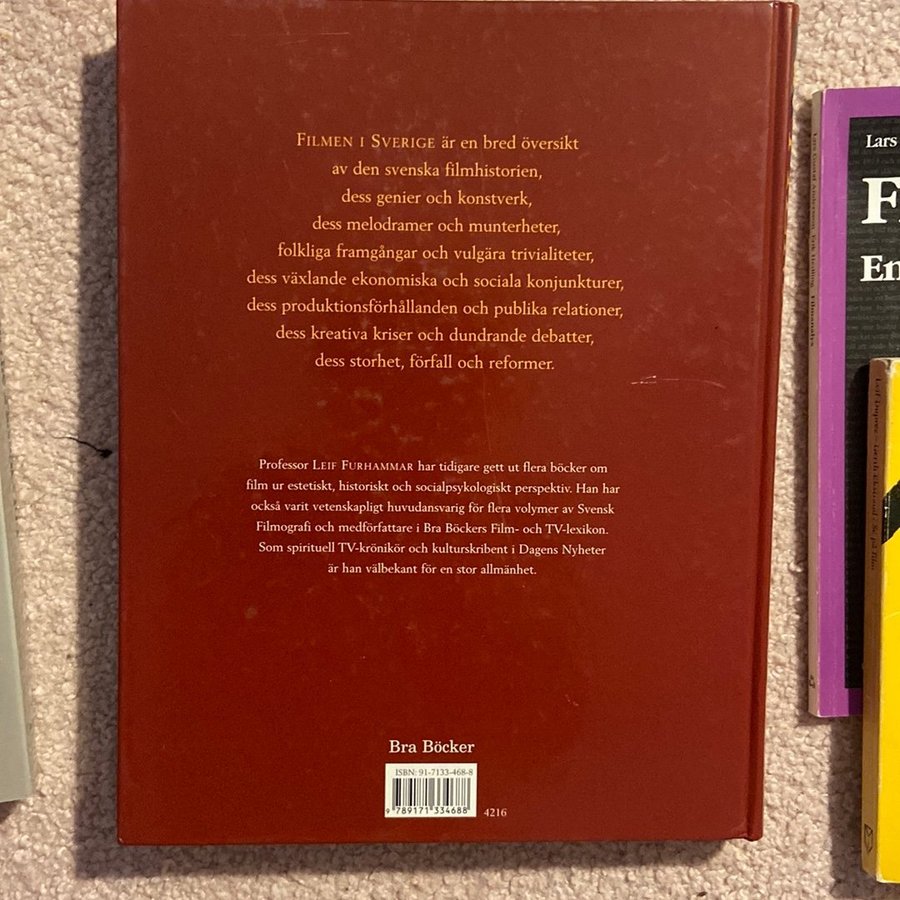 FILMEN I SVERIGE är en bred översikt
av den svenska filmhistorien,
dess genier och konstverk,
dess melodramer och munterheter,
folkliga framgångar och vulgära trivialiteter,
dess växlande ekonomiska och sociala konjunkturer,
dess produktionsförhållanden och publika relationer,
dess kreativa kriser och dundrande debatter,
dess storhet, förfall och reformer.
Professor LEIF FURHAMMAR har tidigare gett ut flera böcker om
film ur estetiskt, historiskt och socialpsykologiskt perspektiv. Han har
också varit vetenskapligt huvudansvarig för flera volymer av Svensk
Filmografi och medförfattare i Bra Böckers Film- och TV-lexikon.
Som spirituell TV-krönikör och kulturskribent i Dagens Nyheter
är han välbekant för en stor allmänhet.
Bra Böcker
ISBN: 91-7133-468-8
9 789171 334688
4216
Lars
F
En